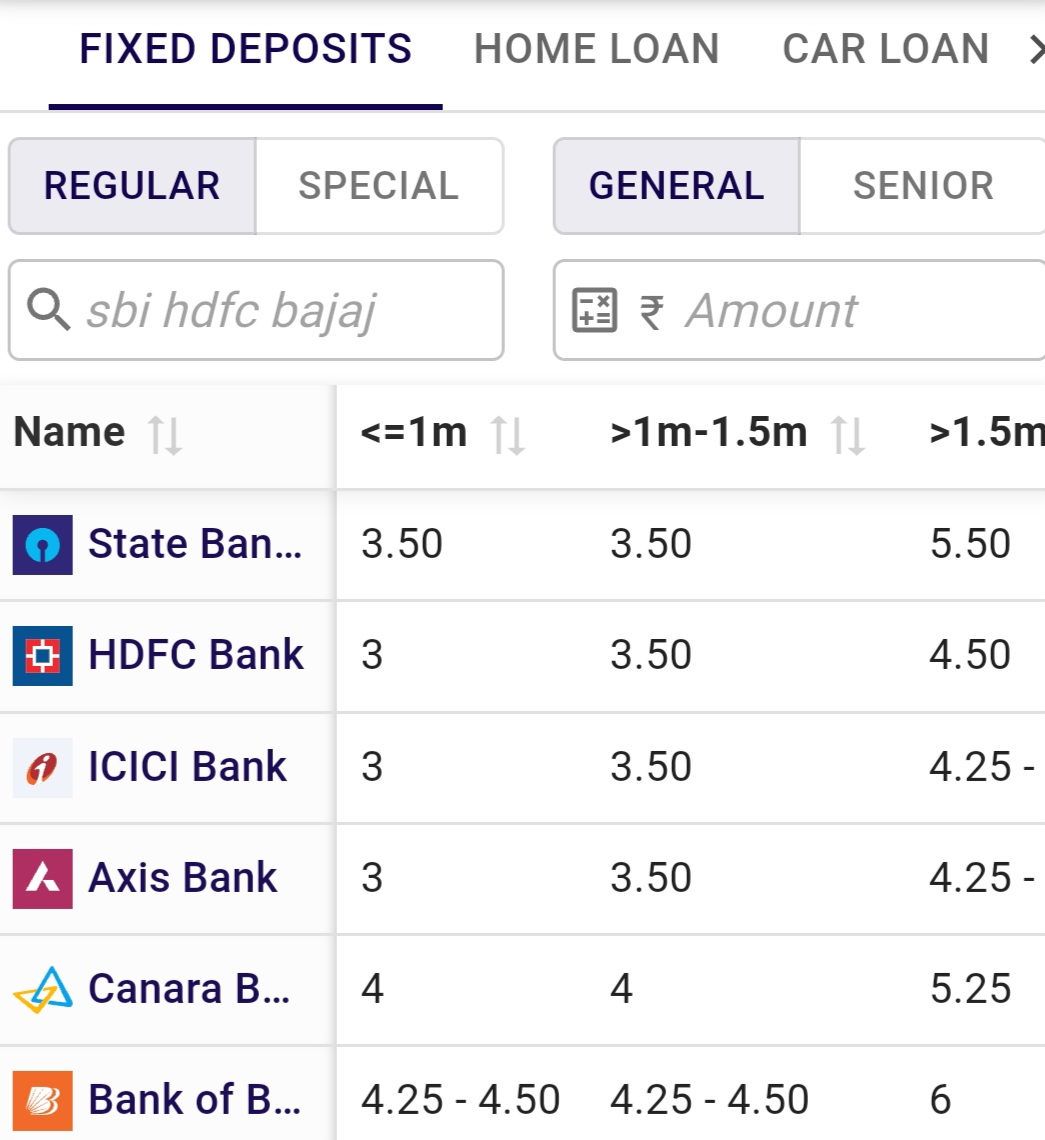 FIXED DEPOSITS HOME LOAN CAR LOAN
REGULAR SPECIAL GENERAL SENIOR
sbi hdfc bajaj ₹ Amount
Name <=1m >1m-1.5m >1.5m
State Ban... 3.50 3.50 5.50
HDFC Bank 3 3.50 4.50
ICICI Bank 3 3.50 4.25 -
Axis Bank 3 3.50 4.25 -
Canara B... 4 4 5.25
Bank of B... 4.25 - 4.50 4.25 - 4.50 6